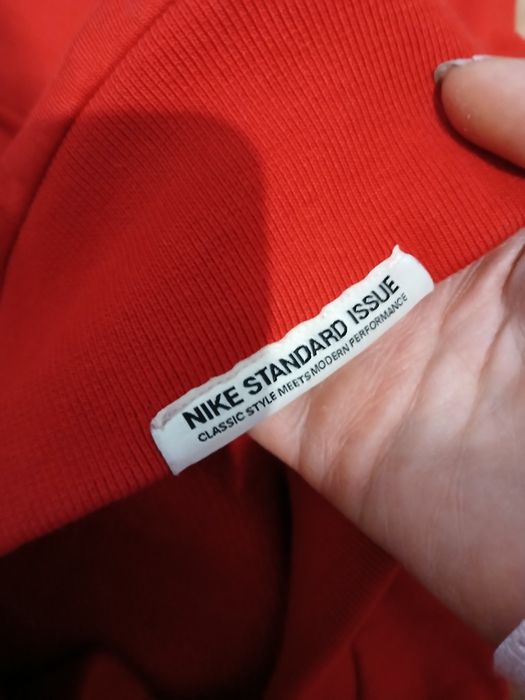 NIKE STANDARD ISSUE
CLASSIC STYLE MEETS MODERN PERFORMANCE